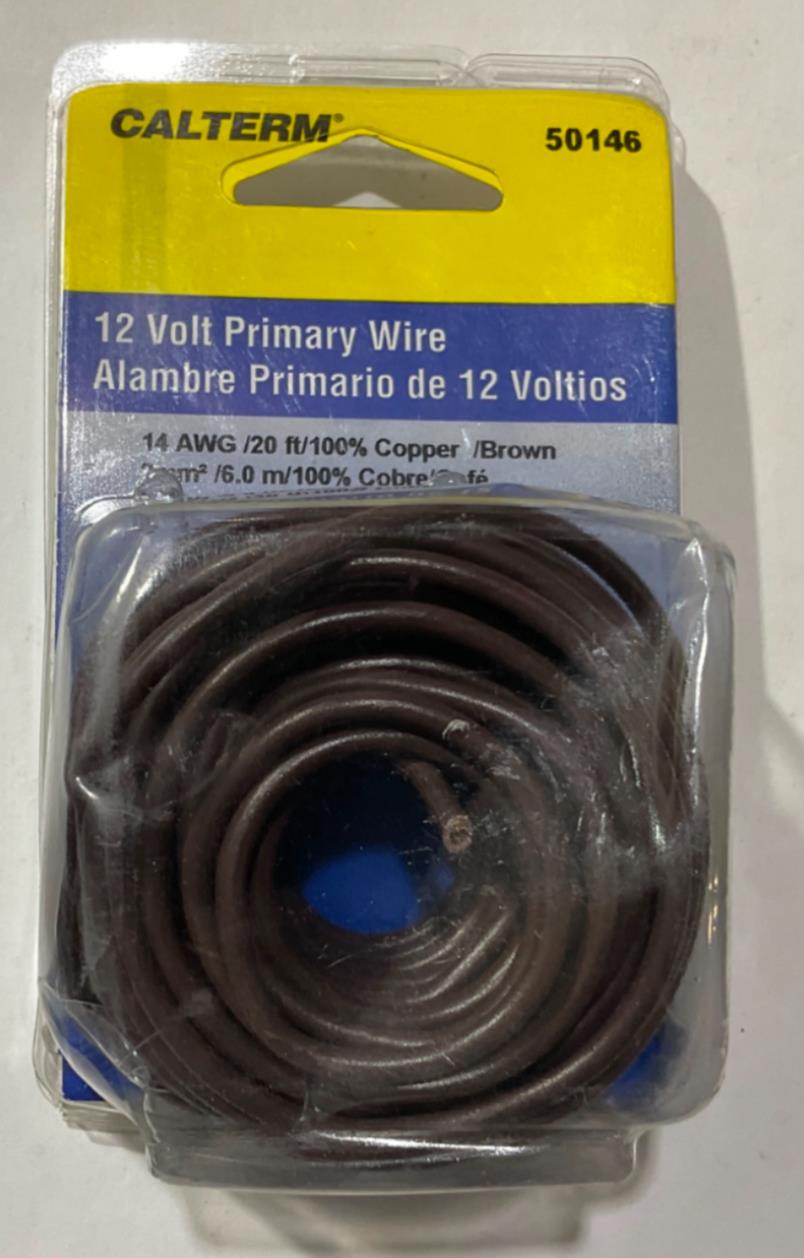 CALTERM®
50146
12 Volt Primary Wire
Alambre Primario de 12 Voltios
14 AWG /20 ft/100% Copper /Brown
/6.0 m/100% Cobre